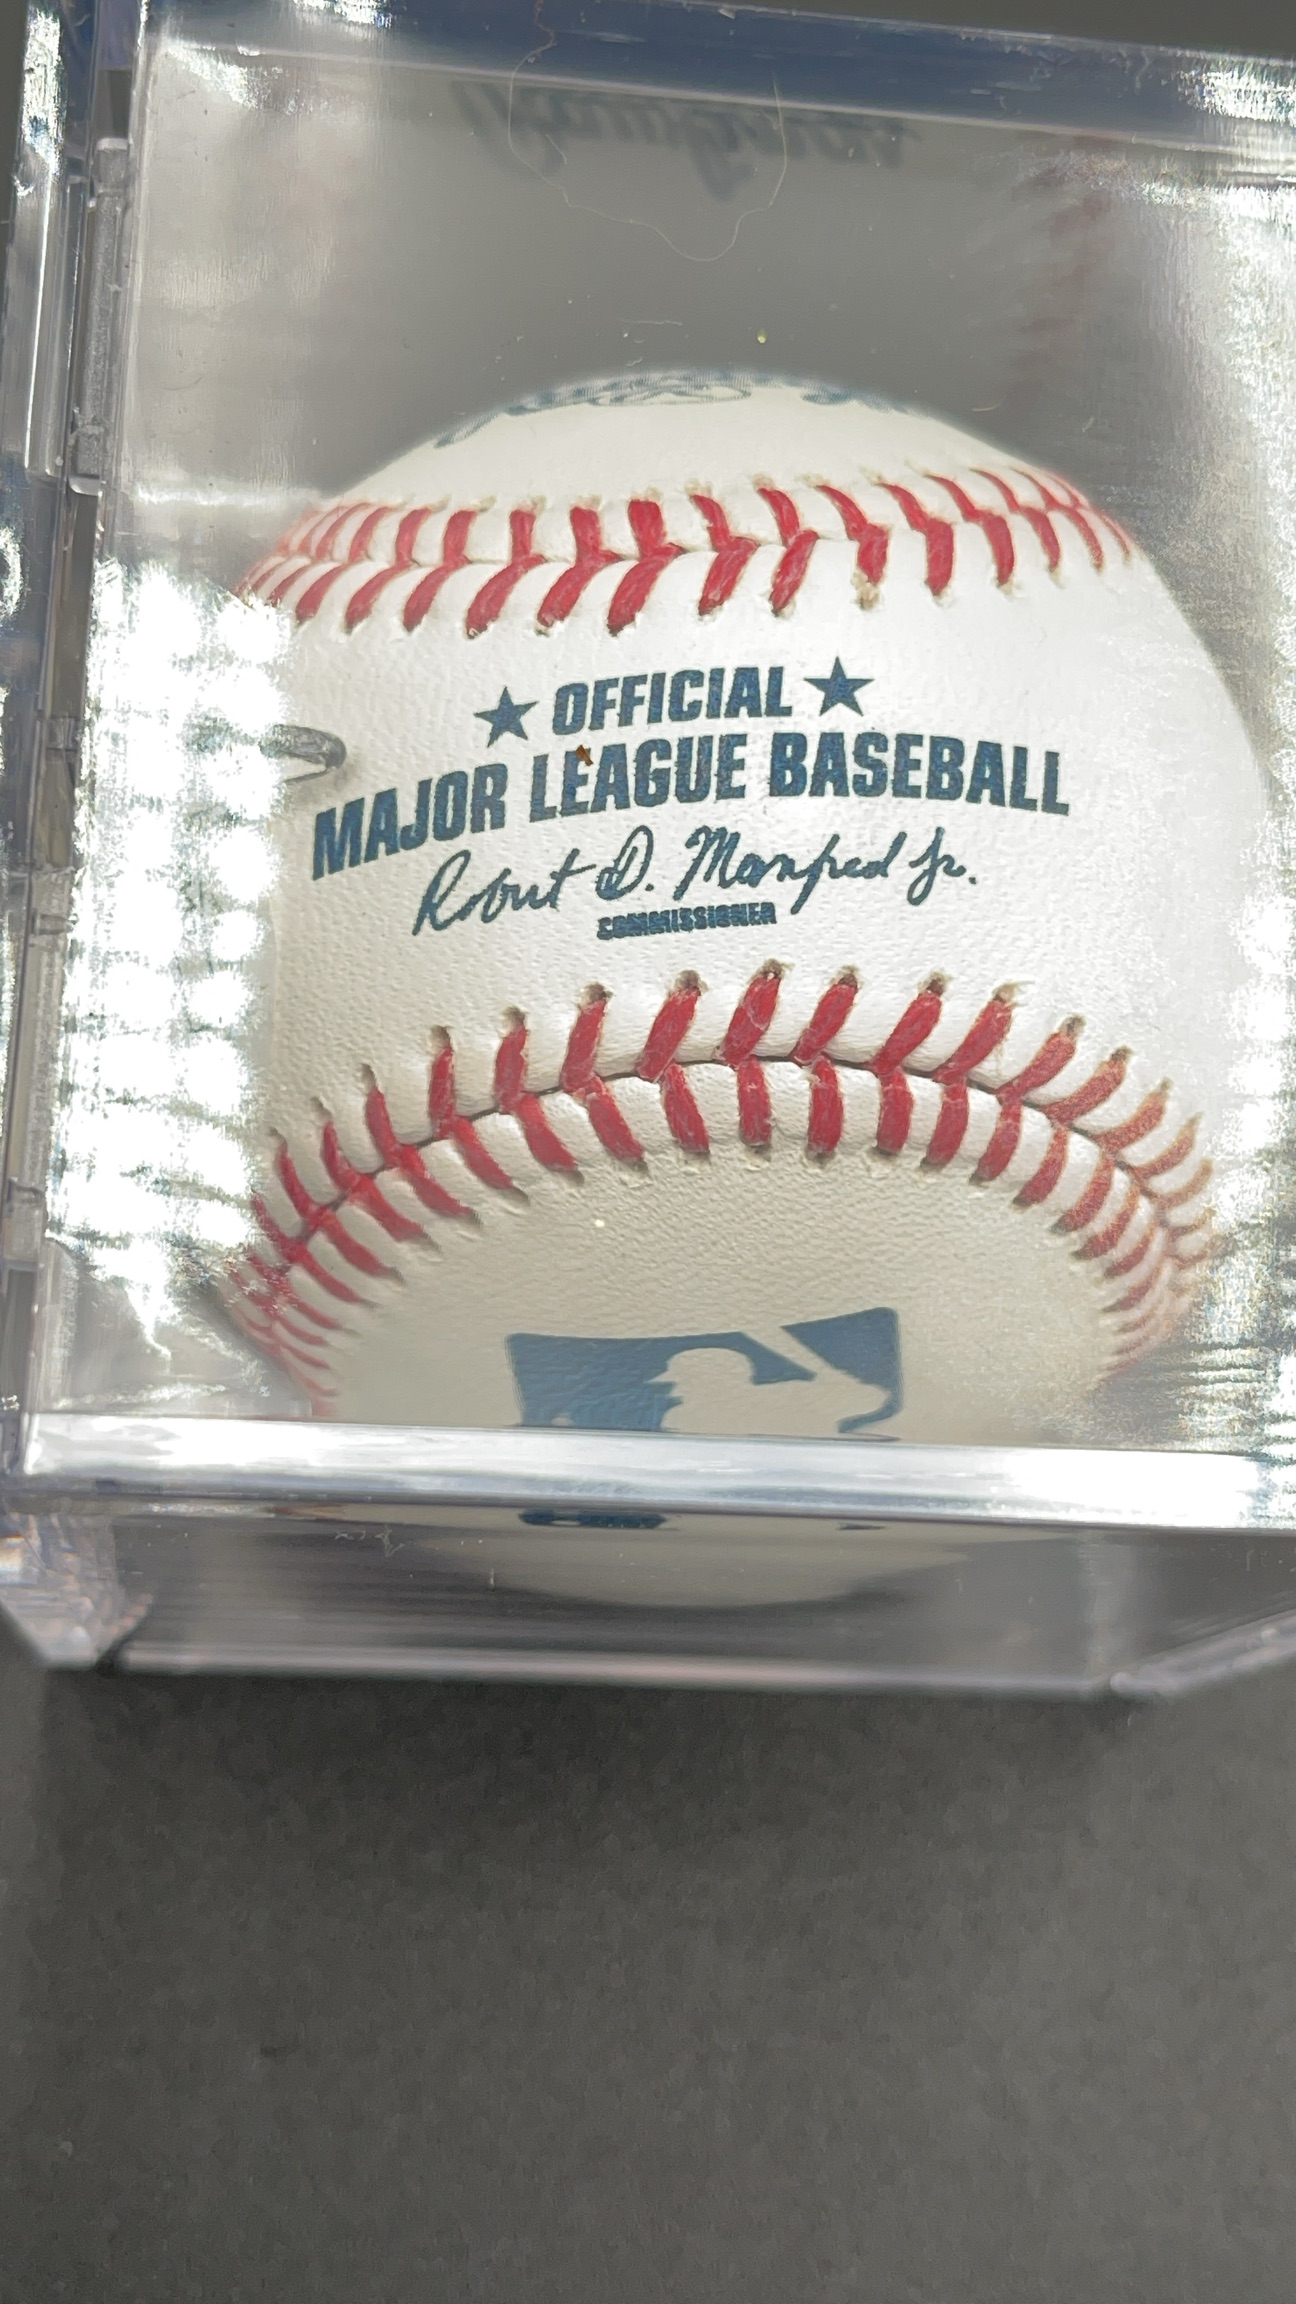 ★ OFFICIAL ★
MAJOR LEAGUE BASEBALL
Robert D. Manfred Jr.
COMMISSIONER